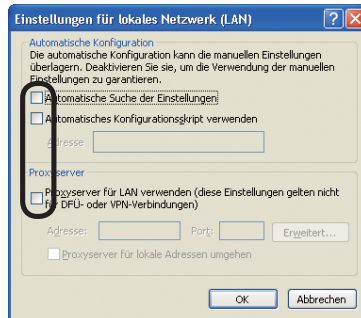 Einstellungen für lokales Netzwerk (LAN)
Automatische Konfiguration
Die automatische Konfiguration kann die manuellen Einstellungen
überlagern. Deaktivieren Sie sie, um die Verwendung der manuellen
Einstellungen zu garantieren.
Automatische Suche der Einstellungen
Automatisches Konfigurationsskript verwenden
Adresse
Proxyserver
Proxyserver für LAN verwenden (diese Einstellungen gelten nicht
für DFÜ- oder VPN-Verbindungen)
Adresse: Port: Erweitert...
Proxyserver für lokale Adressen umgehen
OK Abbrechen